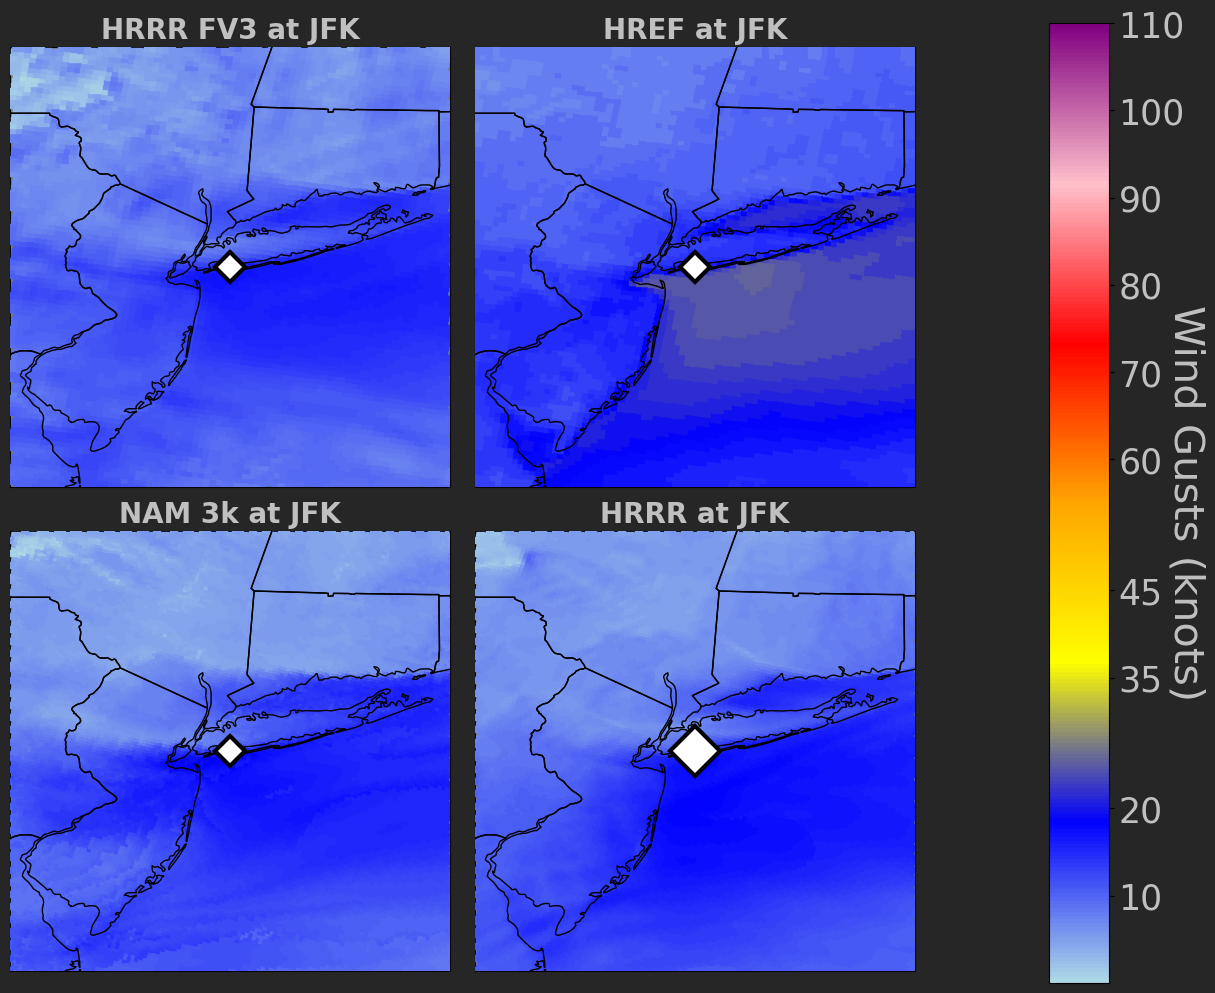 HRRR FV3 at JFK
HREF at JFK
NAM 3k at JFK
HRRR at JFK
110
100
90
80
70
60
45
35
20
10
Wind Gusts (knots)